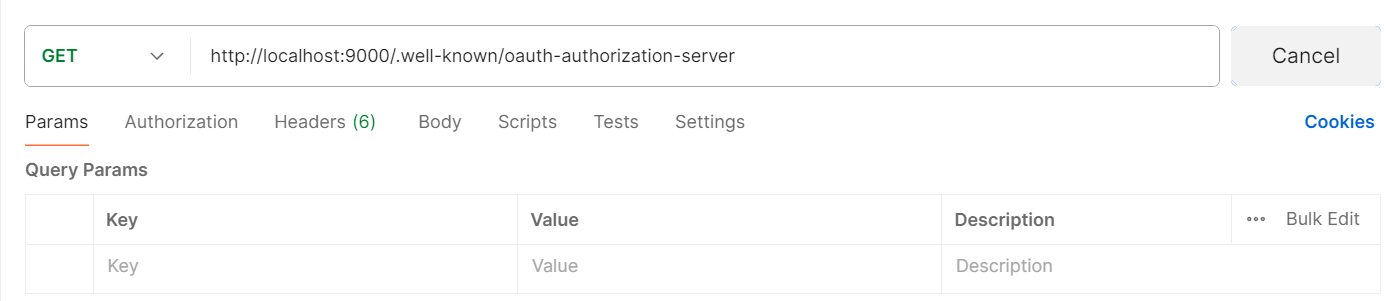 GET http://localhost:9000/.well-known/oauth-authorization-server Cancel
Params Authorization Headers (6) Body Scripts Tests Settings Cookies
Query Params
Key Value Description Bulk Edit
Key Value Description